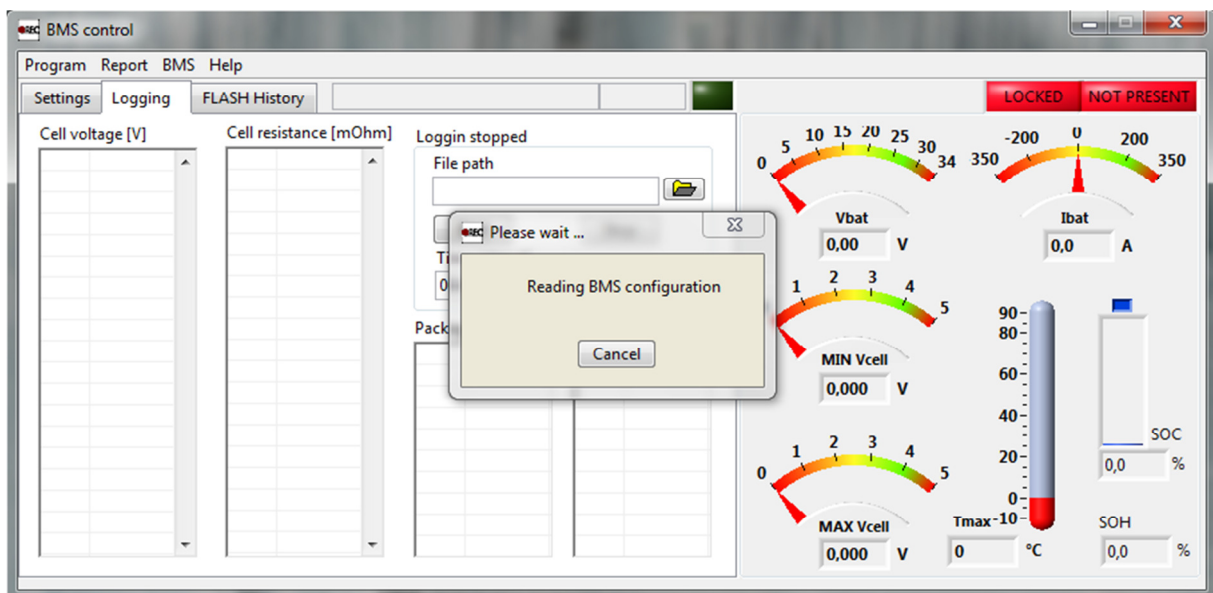 REC BMS control
Program Report BMS Help
Settings Logging FLASH History
LOCKED NOT PRESENT
Cell voltage [V]
Cell resistance [mOhm]
Loggin stopped
File path
REC Please wait ...
Reading BMS configuration
Cancel
0 5 10 15 20 25 30 34
Vbat
0,00 V
350 -200 0 200 350
Ibat
0,0 A
1 2 3 4 5
MIN Vcell
0,000 V
0 1 2 3 4 5
MAX Vcell
0,000 V
90
80
60
40
20
0
-10
Tmax
0 °C
SOC
0,0 %
SOH
0,0 %